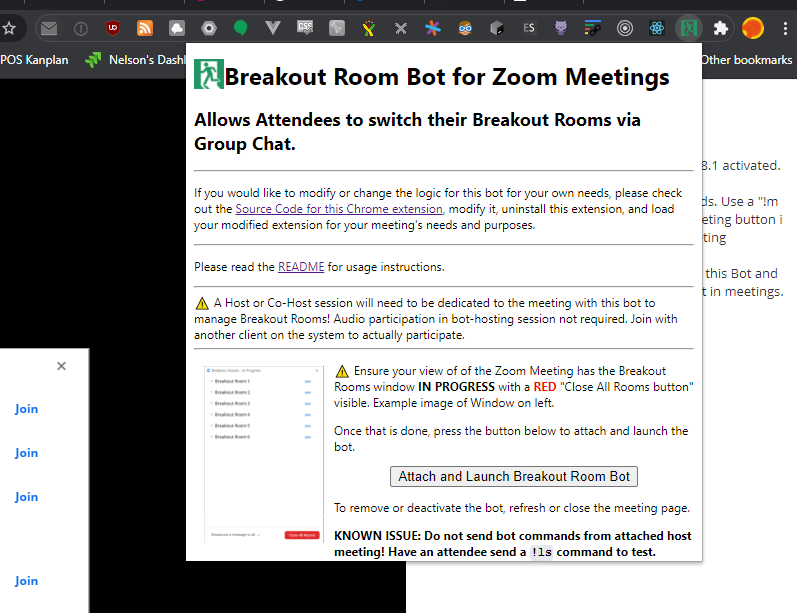 POS Kanplan
Nelson's Dashl
Other bookmarks
UD
CSF
ES
Breakout Room Bot for Zoom Meetings
Allows Attendees to switch their Breakout Rooms via
Group Chat.
If you would like to modify or change the logic for this bot for your own needs, please check
out the Source Code for this Chrome extension, modify it, uninstall this extension, and load
your modified extension for your meeting's needs and purposes.
Please read the README for usage instructions.
A Host or Co-Host session will need to be dedicated to the meeting with this bot to
manage Breakout Rooms! Audio participation in bot-hosting session not required. Join with
another client on the system to actually participate.
Breakout Rooms - In Progress
Breakout Room 1
Breakout Room 2
Breakout Room 3
Breakout Room 4
Breakout Room 5
Breakout Room 6
Broadcast a message to all
Close All Rooms
Ensure your view of of the Zoom Meeting has the Breakout
Rooms window IN PROGRESS with a RED "Close All Rooms button"
visible. Example image of Window on left.
Once that is done, press the button below to attach and launch the
bot.
Attach and Launch Breakout Room Bot
To remove or deactivate the bot, refresh or close the meeting page.
KNOWN ISSUE: Do not send bot commands from attached host
meeting! Have an attendee send a !ls command to test.
Join
Join
Join
Join
8.1 activated.
ds. Use a "!m
eting button i
ting
this Bot and
t in meetings.